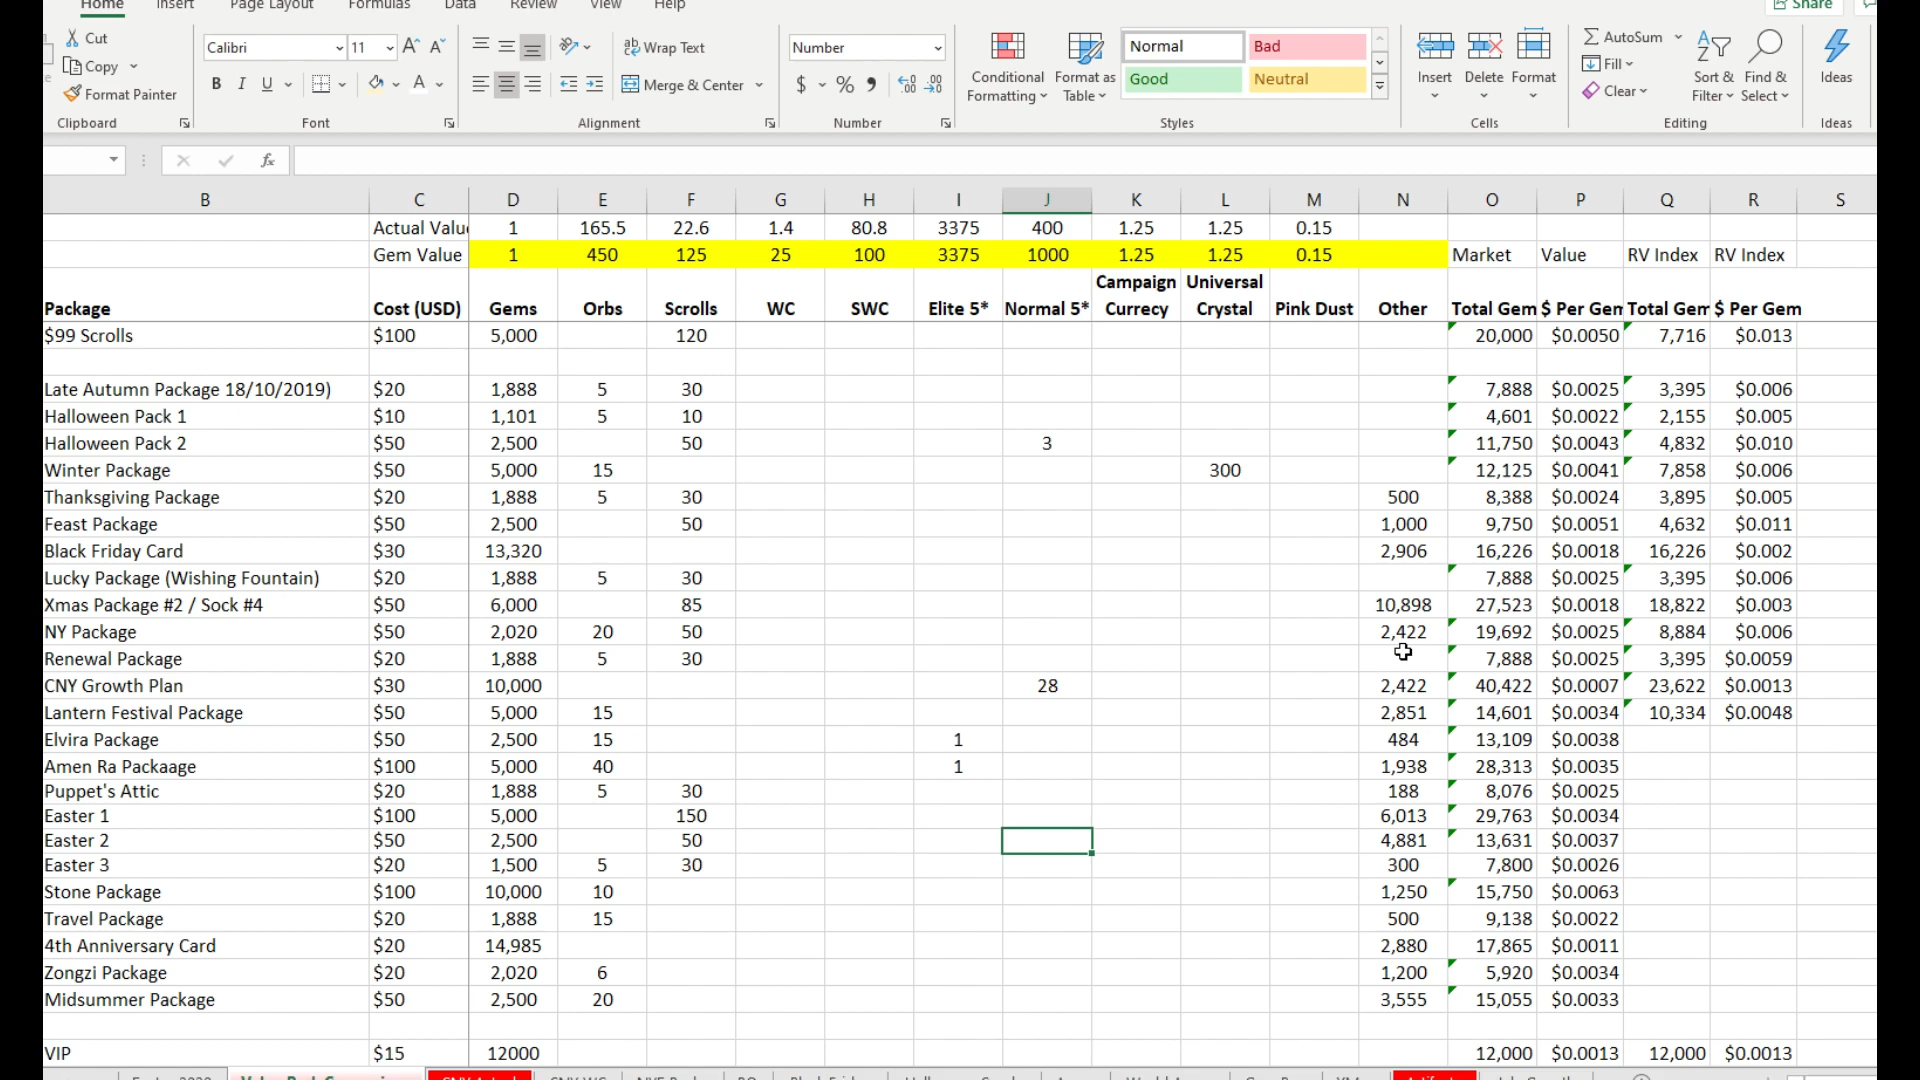 Home Insert Page Layout Formulas Data Review View Help Share
Cut
Copy
Format Painter
Clipboard
Calibri 11
B I U
Font
Wrap Text
Merge & Center
Alignment
Number
$ %
Number
Conditional Formatting
Format as Table
Normal Bad
Good Neutral
Styles
Insert Delete Format
Cells
AutoSum
Fill
Clear
Sort & Filter
Find & Select
Editing
Ideas
Ideas
fx
B C D E F G H I J K L M N O P Q R S
Actual Valu 1 165.5 22.6 1.4 80.8 3375 400 1.25 1.25 0.15
Gem Value 1 450 125 25 100 3375 1000 1.25 1.25 0.15 Market Value RV Index RV Index
Package Cost (USD) Gems Orbs Scrolls WC SWC Elite 5* Normal 5* Campaign Currecy Universal Crystal Pink Dust Other Total Gem $ Per Gem Total Gem $ Per Gem
$99 Scrolls $100 5,000 120 20,000 $0.0050 7,716 $0.013
Late Autumn Package 18/10/2019) $20 1,888 5 30 7,888 $0.0025 3,395 $0.006
Halloween Pack 1 $10 1,101 5 10 4,601 $0.0022 2,155 $0.005
Halloween Pack 2 $50 2,500 50 3 11,750 $0.0043 4,832 $0.010
Winter Package $50 5,000 15 300 12,125 $0.0041 7,858 $0.006
Thanksgiving Package $20 1,888 5 30 500 8,388 $0.0024 3,895 $0.005
Feast Package $50 2,500 50 1,000 9,750 $0.0051 4,632 $0.011
Black Friday Card $30 13,320 2,906 16,226 $0.0018 16,226 $0.002
Lucky Package (Wishing Fountain) $20 1,888 5 30 7,888 $0.0025 3,395 $0.006
Xmas Package #2 / Sock #4 $50 6,000 85 10,898 27,523 $0.0018 18,822 $0.003
NY Package $50 2,020 20 50 2,422 19,692 $0.0025 8,884 $0.006
Renewal Package $20 1,888 5 30 7,888 $0.0025 3,395 $0.0059
CNY Growth Plan $30 10,000 28 2,422 40,422 $0.0007 23,622 $0.0013
Lantern Festival Package $50 5,000 15 2,851 14,601 $0.0034 10,334 $0.0048
Elvira Package $50 2,500 15 1 484 13,109 $0.0038
Amen Ra Packaage $100 5,000 40 1 1,938 28,313 $0.0035
Puppet's Attic $20 1,888 5 30 188 8,076 $0.0025
Easter 1 $100 5,000 150 6,013 29,763 $0.0034
Easter 2 $50 2,500 50 4,881 13,631 $0.0037
Easter 3 $20 1,500 5 30 300 7,800 $0.0026
Stone Package $100 10,000 10 1,250 15,750 $0.0063
Travel Package $20 1,888 15 500 9,138 $0.0022
4th Anniversary Card $20 14,985 2,880 17,865 $0.0011
Zongzi Package $20 2,020 6 1,200 5,920 $0.0034
Midsummer Package $50 2,500 20 3,555 15,055 $0.0033
VIP $15 12000 12,000 $0.0013 12,000 $0.0013